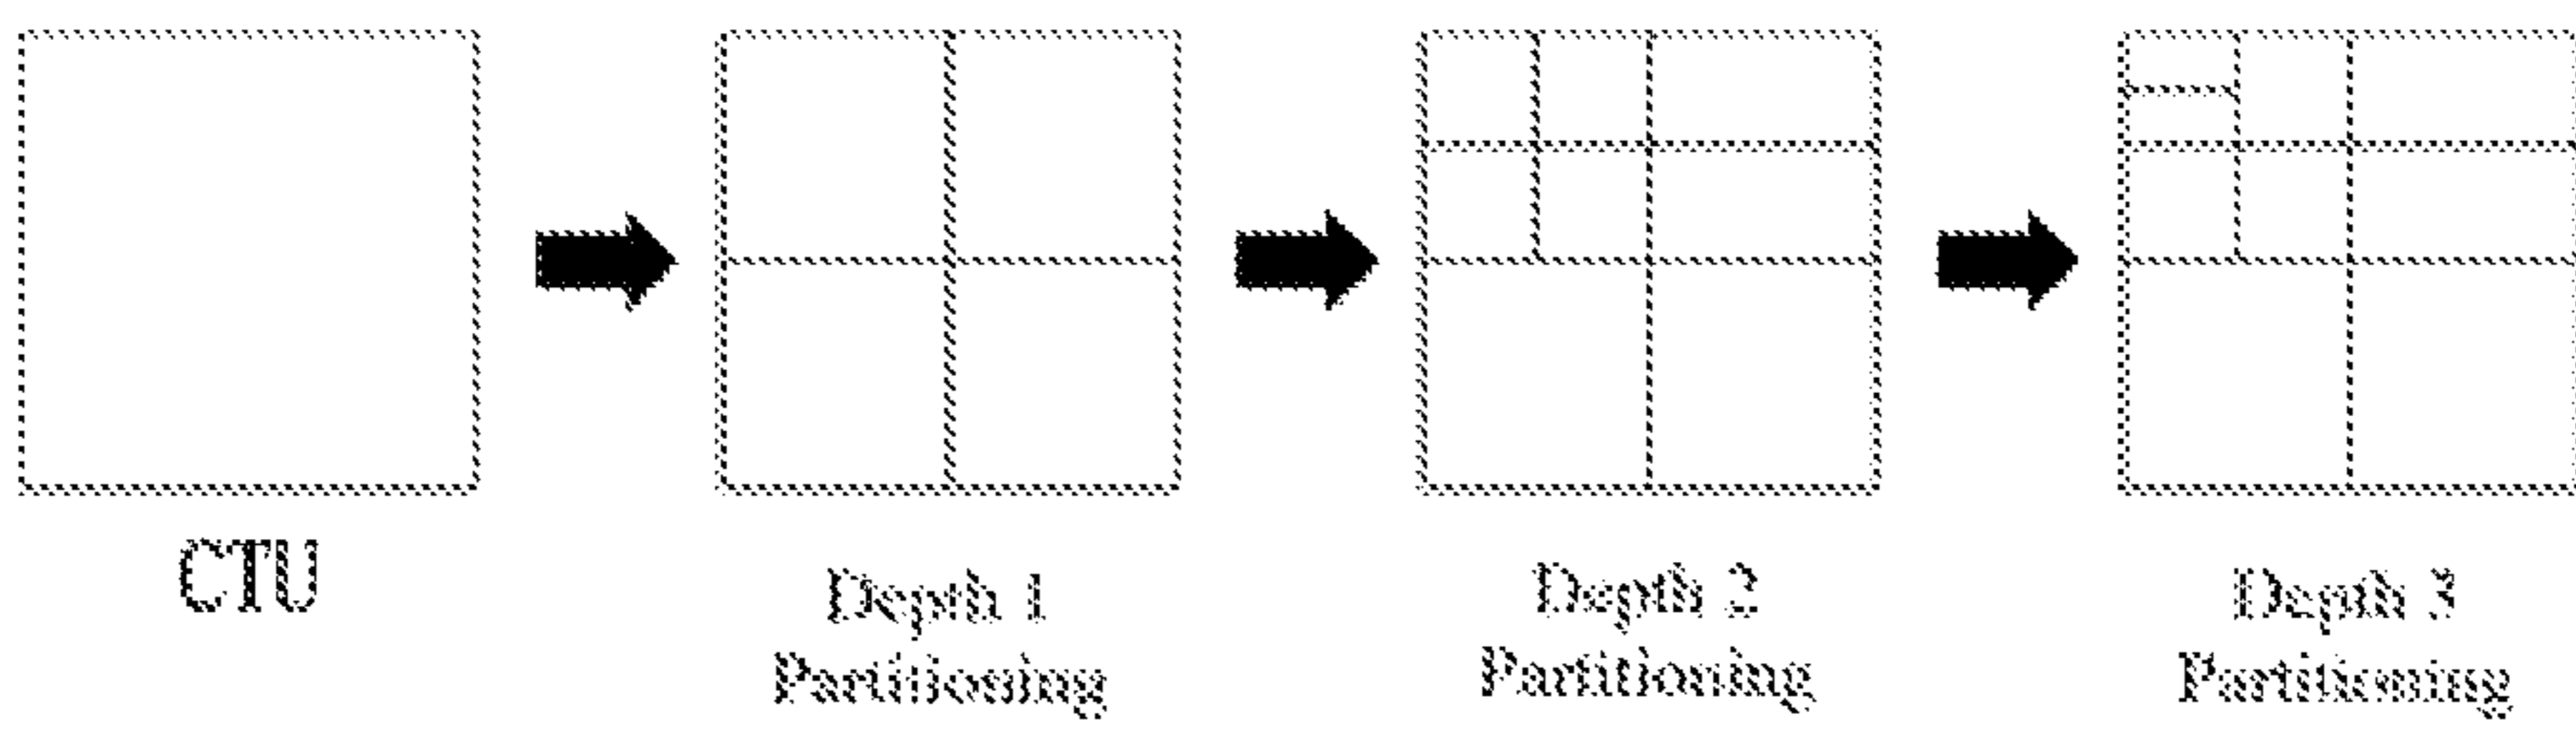 CTU
Depth 1
Partitioning
Depth 2
Partitioning
Depth 3
Partitioning